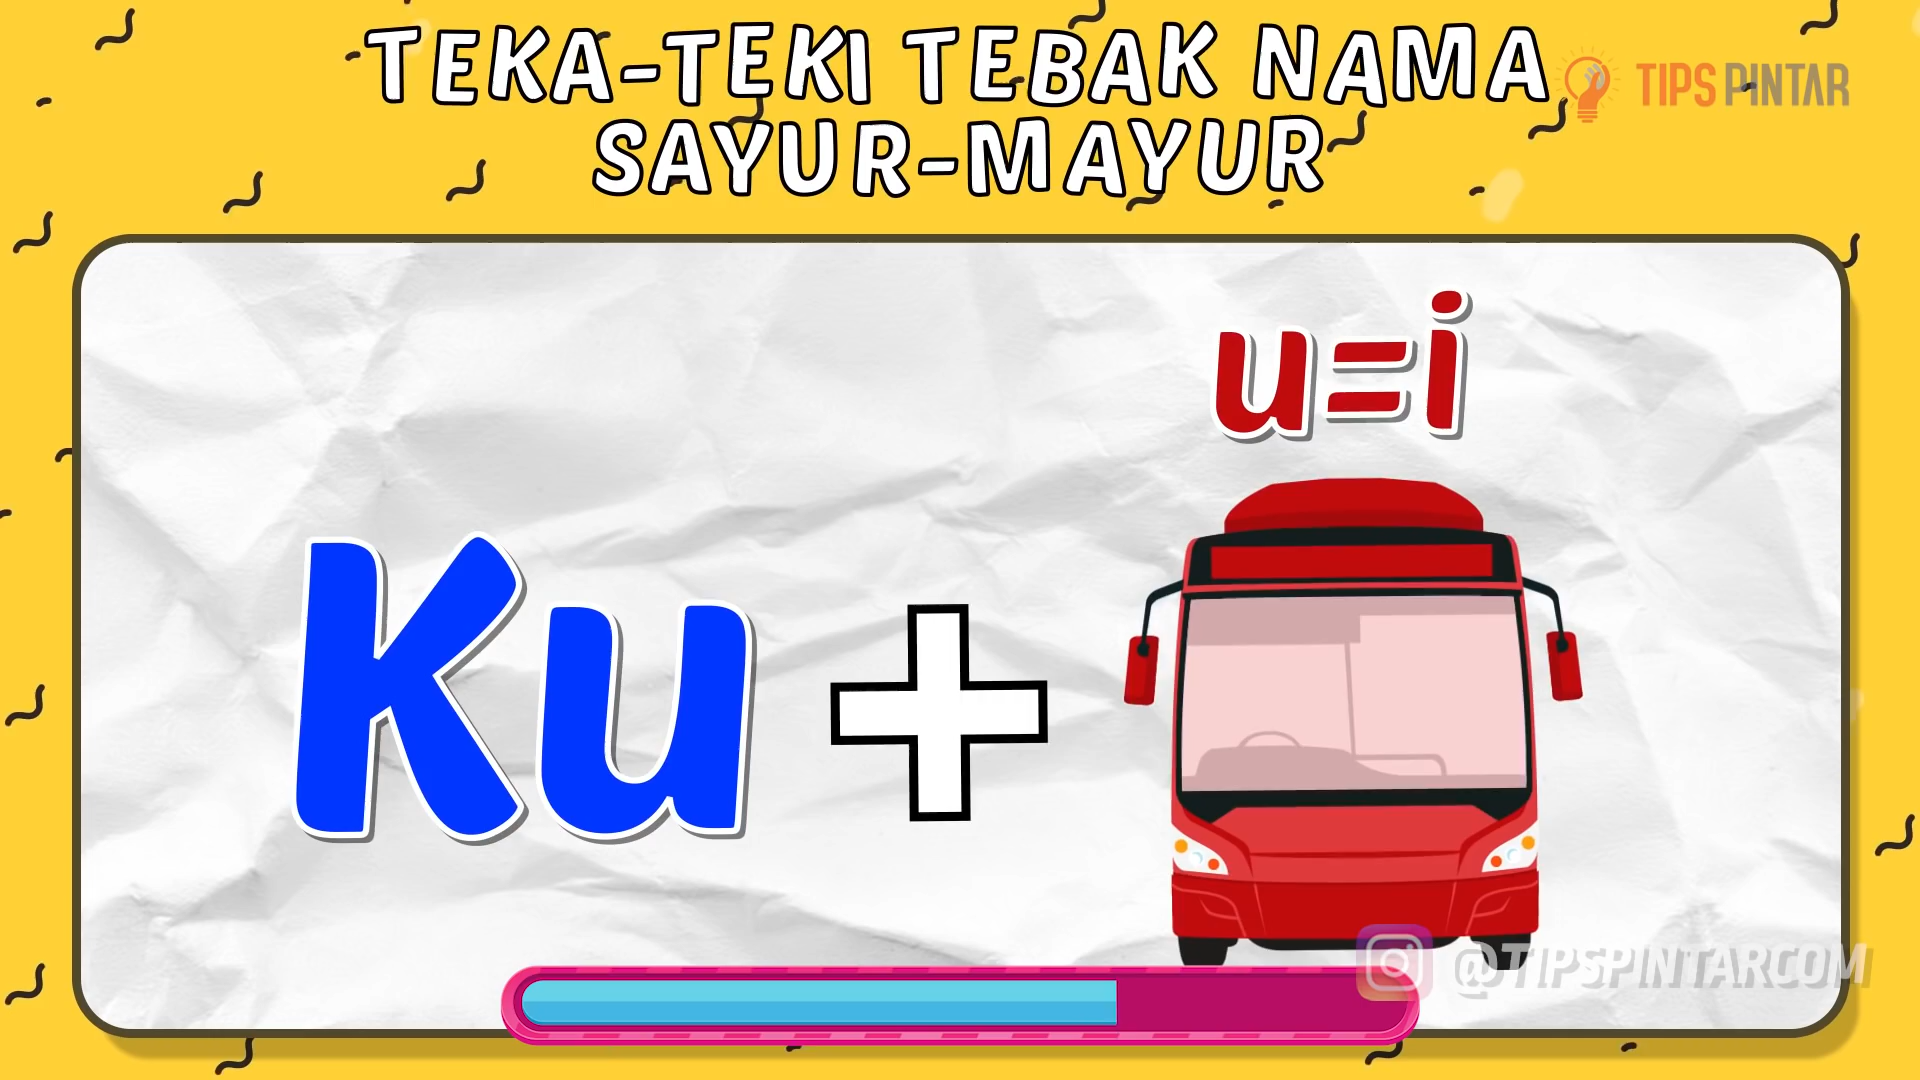 TEKA-TEKI TEBAK NAMA
SAYUR-MAYUR
TIPS PINTAR
u=i
Ku +
@TIPSPINTARCOM